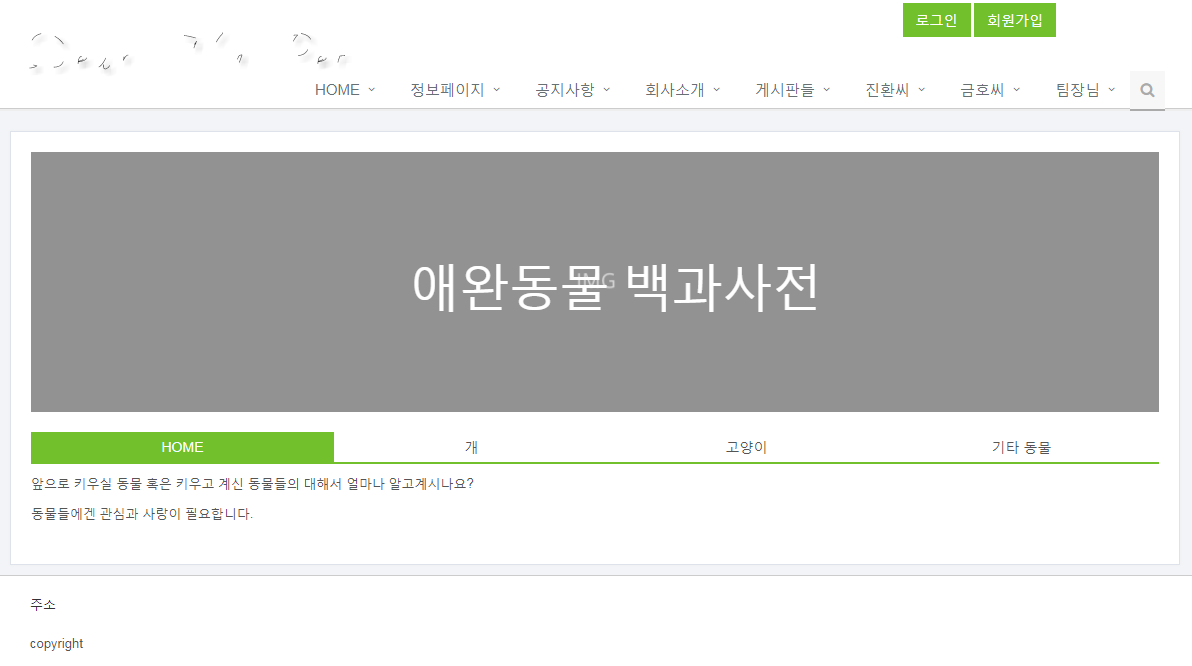 로그인 회원가입
HOME 정보페이지 공지사항 회사소개 게시판들 진환씨 금호씨 팀장님
IMG
애완동물 백과사전
HOME 개 고양이 기타 동물
앞으로 키우실 동물 혹은 키우고 계신 동물들의 대해서 얼마나 알고계시나요?
동물들에겐 관심과 사랑이 필요합니다.
주소
copyright